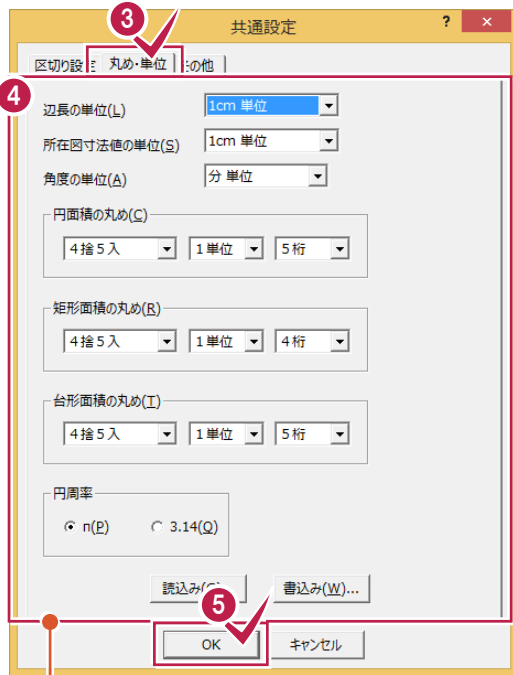 3
共通設定
? ×
区切り設定 丸め・単位 その他
4
辺長の単位(L) 1cm 単位
所在図寸法値の単位(S) 1cm 単位
角度の単位(A) 分 単位
円面積の丸め(C)
4捨5入 1単位 5桁
矩形面積の丸め(R)
4捨5入 1単位 4桁
台形面積の丸め(T)
4捨5入 1単位 5桁
円周率
π(P) 3.14(Q)
読込み 書込み(W)...
5
OK キャンセル